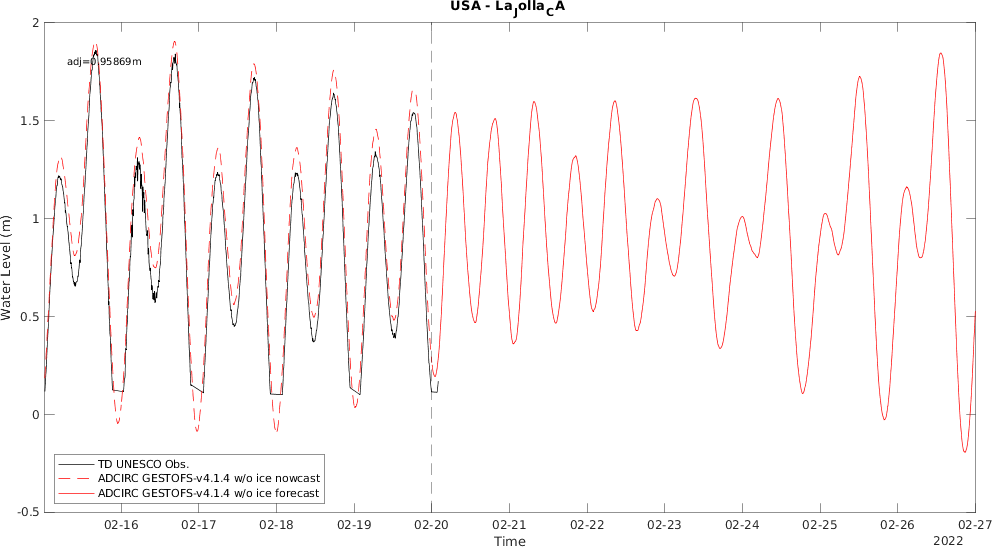 USA - LaJollaCA
adj=0.95869m
Water Level (m)
2
1.5
1
0.5
0
-0.5
TD UNESCO Obs.
ADCIRC GESTOFS-v4.1.4 w/o ice nowcast
ADCIRC GESTOFS-v4.1.4 w/o ice forecast
02-16 02-17 02-18 02-19 02-20 02-21 02-22 02-23 02-24 02-25 02-26 02-27
Time
2022